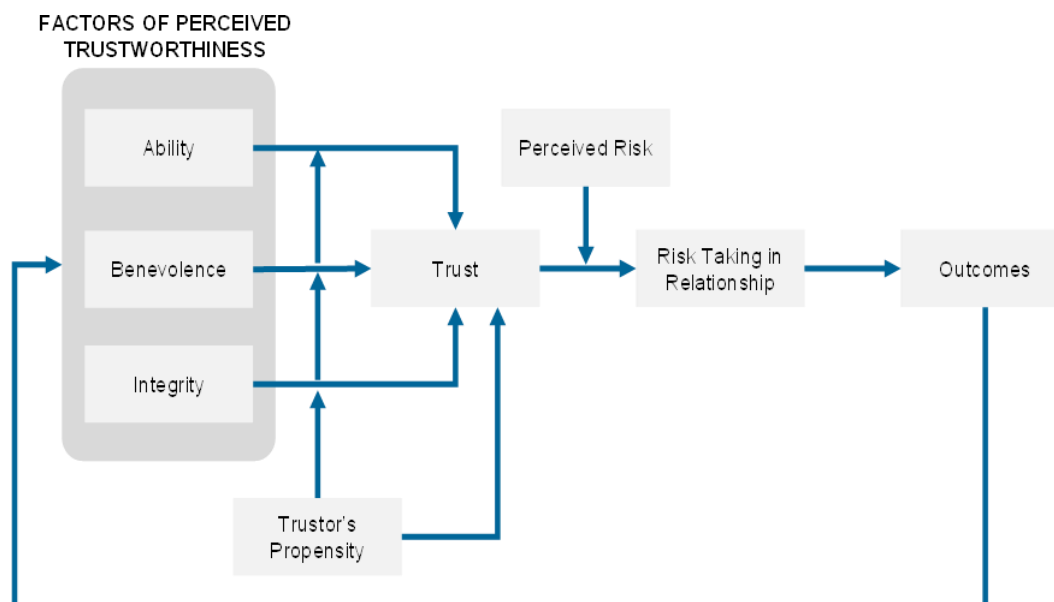 FACTORS OF PERCEIVED
TRUSTWORTHINESS
Ability
Perceived Risk
Benevolence
Trust
Risk Taking in
Relationship
Outcomes
Integrity
Trustor's
Propensity